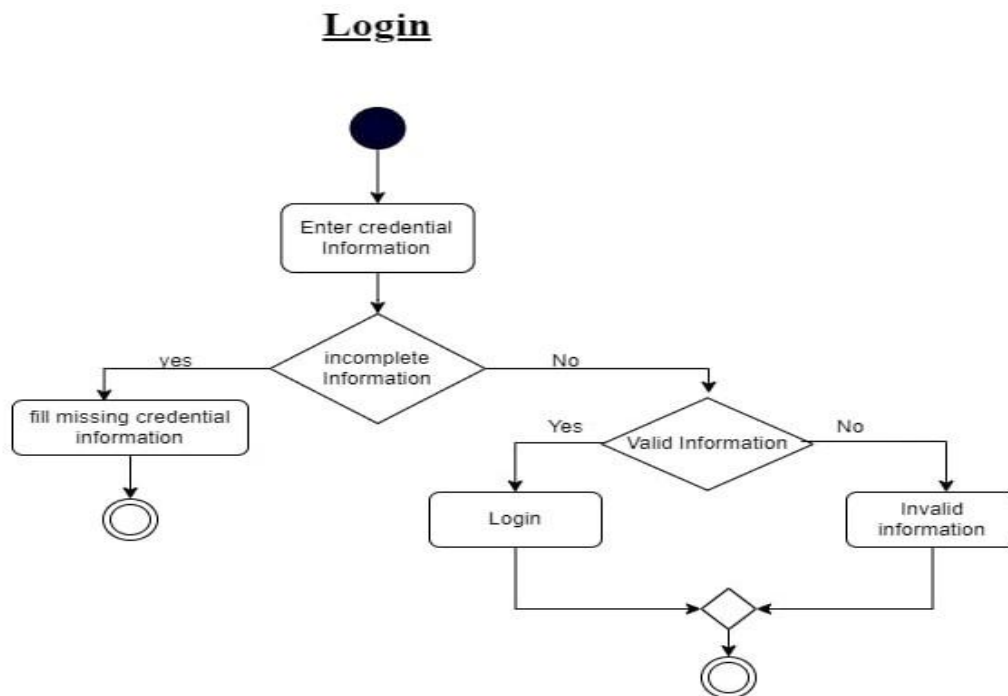 Login
Enter credential
Information
incomplete
Information
yes
No
fill missing credential
information
Valid Information
Yes
No
Login
Invalid
information